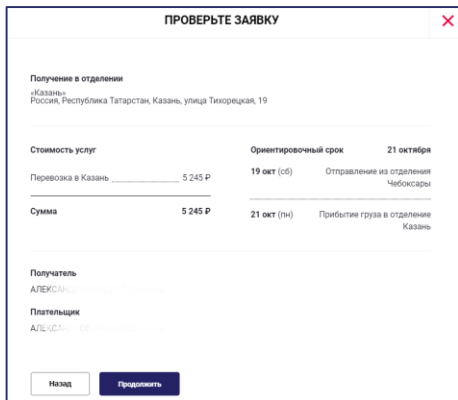 ПРОВЕРЬТЕ ЗАЯВКУ
Получение в отделении
«Казань»
Россия, Республика Татарстан, Казань, улица Тихорецкая, 19
Стоимость услуг
Перевозка в Казань 5 245 ₽
Сумма 5 245 ₽
Ориентировочный срок 21 октября
19 окт (сб) Отправление из отделения
Чебоксары
21 окт (пн) Прибытие груза в отделение
Казань
Получатель
Плательщик
Назад Продолжить